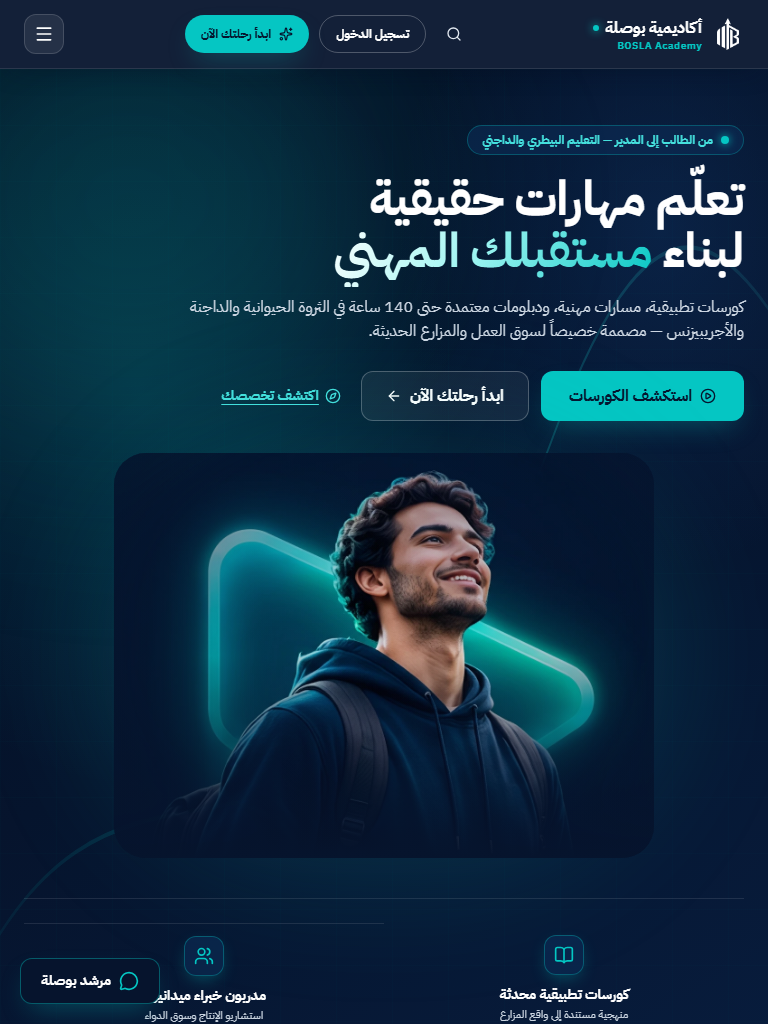 أكاديمية بوصلة
BOSLA Academy
تسجيل الدخول
ابدأ رحلتك الآن
من الطالب إلى المدير — التعليم البيطري والداجني
تعلّم مهارات حقيقية
لبناء مستقبلك المهني
كورسات تطبيقية، مسارات مهنية، ودبلومات معتمدة حتى 140 ساعة في الثروة الحيوانية والداجنة
والأجريبيزنس — مصممة خصيصاً لسوق العمل والمزارع الحديثة.
استكشف الكورسات
ابدأ رحلتك الآن
اكتشف تخصصك
كورسات تطبيقية محدثة
منهجية مستندة إلى واقع المزارع
مدربون خبراء
استشاريو الإنتاج وسوق الدواء
مرشد بوصلة